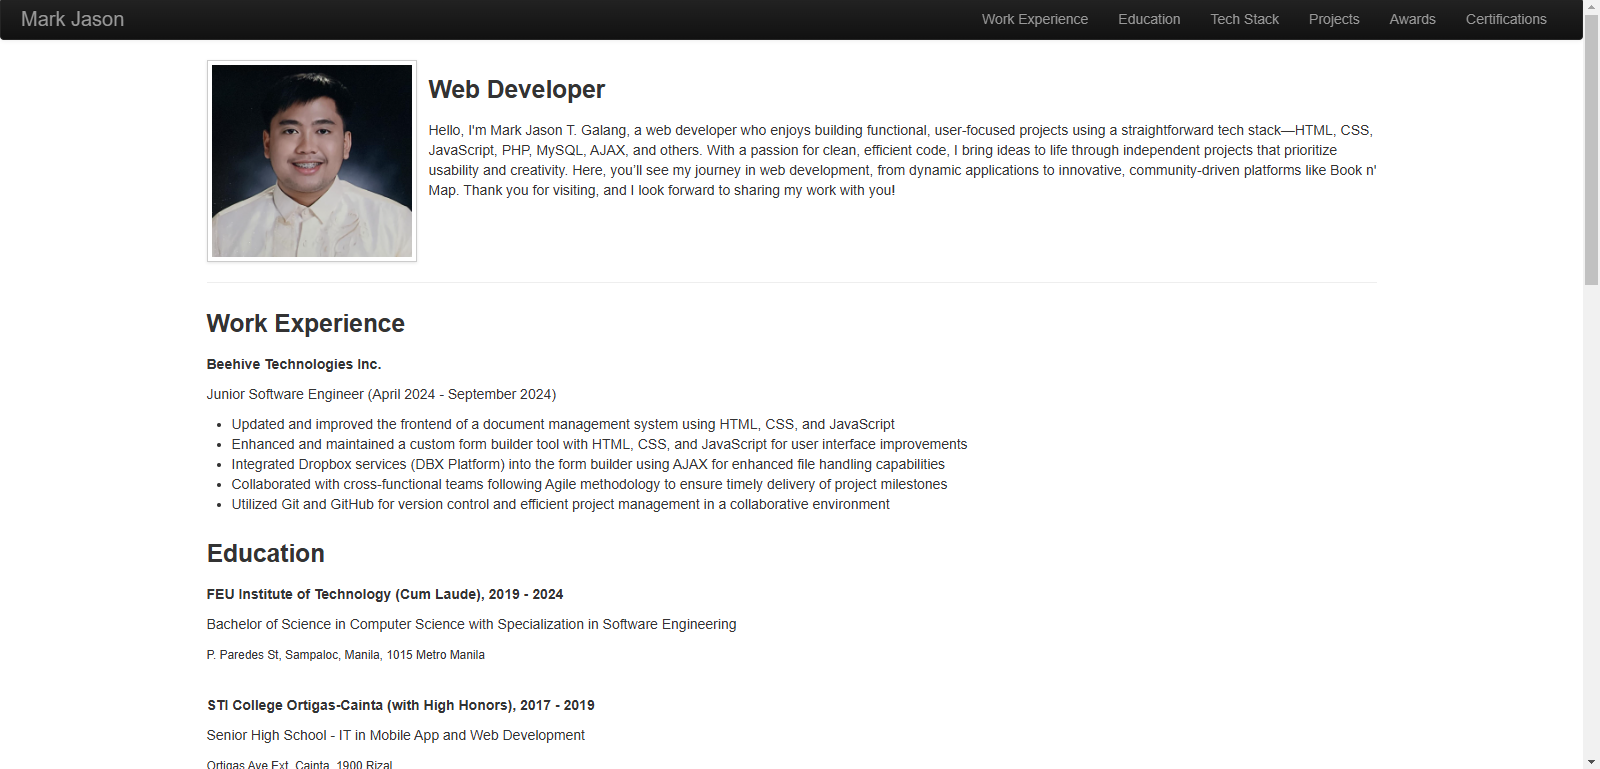 Mark Jason
Work Experience Education Tech Stack Projects Awards Certifications
Web Developer
Hello, I'm Mark Jason T. Galang, a web developer who enjoys building functional, user-focused projects using a straightforward tech stack—HTML, CSS,
JavaScript, PHP, MySQL, AJAX, and others. With a passion for clean, efficient code, I bring ideas to life through independent projects that prioritize
usability and creativity. Here, you’ll see my journey in web development, from dynamic applications to innovative, community-driven platforms like Book n'
Map. Thank you for visiting, and I look forward to sharing my work with you!
Work Experience
Beehive Technologies Inc.
Junior Software Engineer (April 2024 - September 2024)
• Updated and improved the frontend of a document management system using HTML, CSS, and JavaScript
• Enhanced and maintained a custom form builder tool with HTML, CSS, and JavaScript for user interface improvements
• Integrated Dropbox services (DBX Platform) into the form builder using AJAX for enhanced file handling capabilities
• Collaborated with cross-functional teams following Agile methodology to ensure timely delivery of project milestones
• Utilized Git and GitHub for version control and efficient project management in a collaborative environment
Education
FEU Institute of Technology (Cum Laude), 2019 - 2024
Bachelor of Science in Computer Science with Specialization in Software Engineering
P. Paredes St, Sampaloc, Manila, 1015 Metro Manila
STI College Ortigas-Cainta (with High Honors), 2017 - 2019
Senior High School - IT in Mobile App and Web Development
Ortigas Ave Ext, Cainta, 1900 Rizal